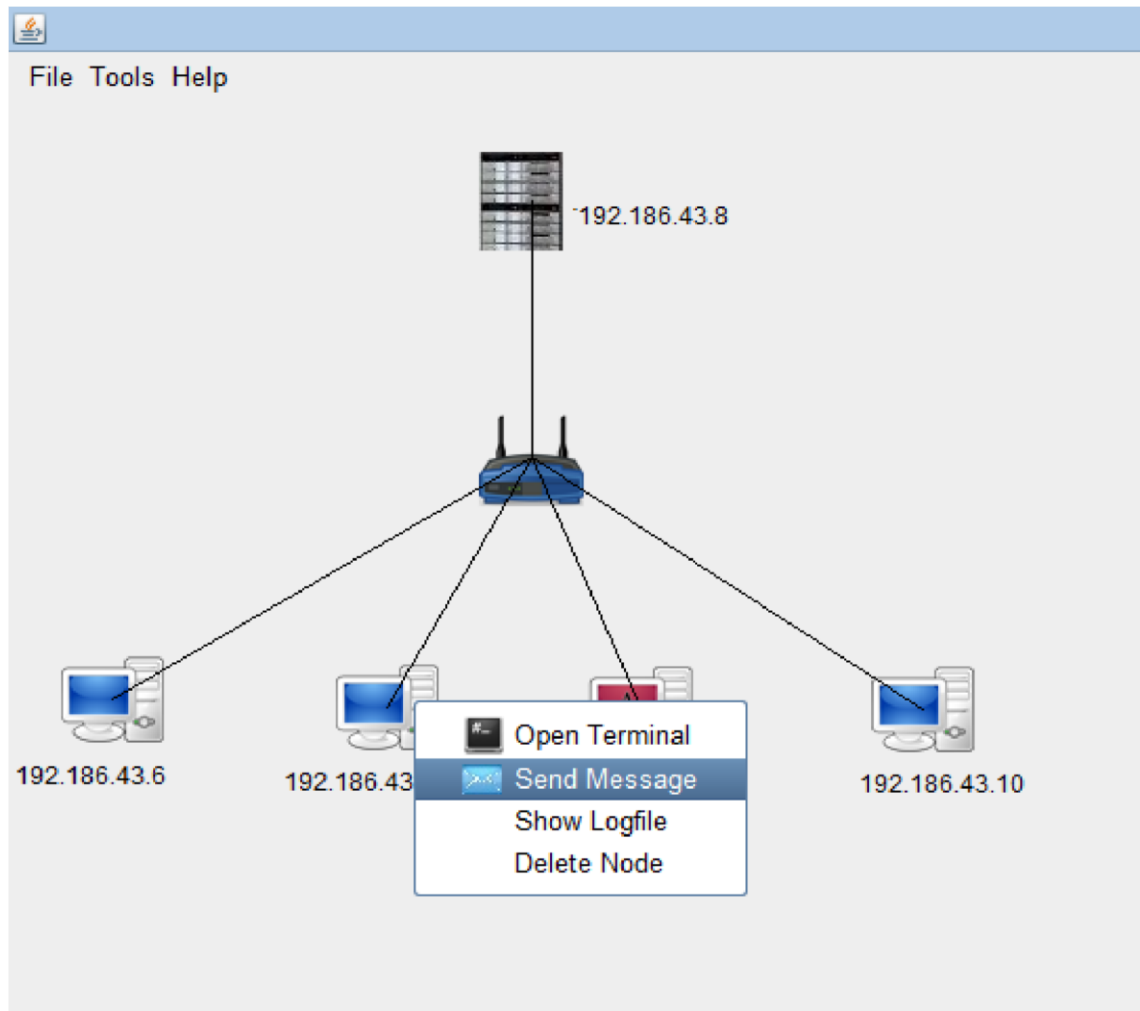 File Tools Help
192.186.43.8
192.186.43.6
192.186.43
192.186.43.10
Open Terminal
Send Message
Show Logfile
Delete Node